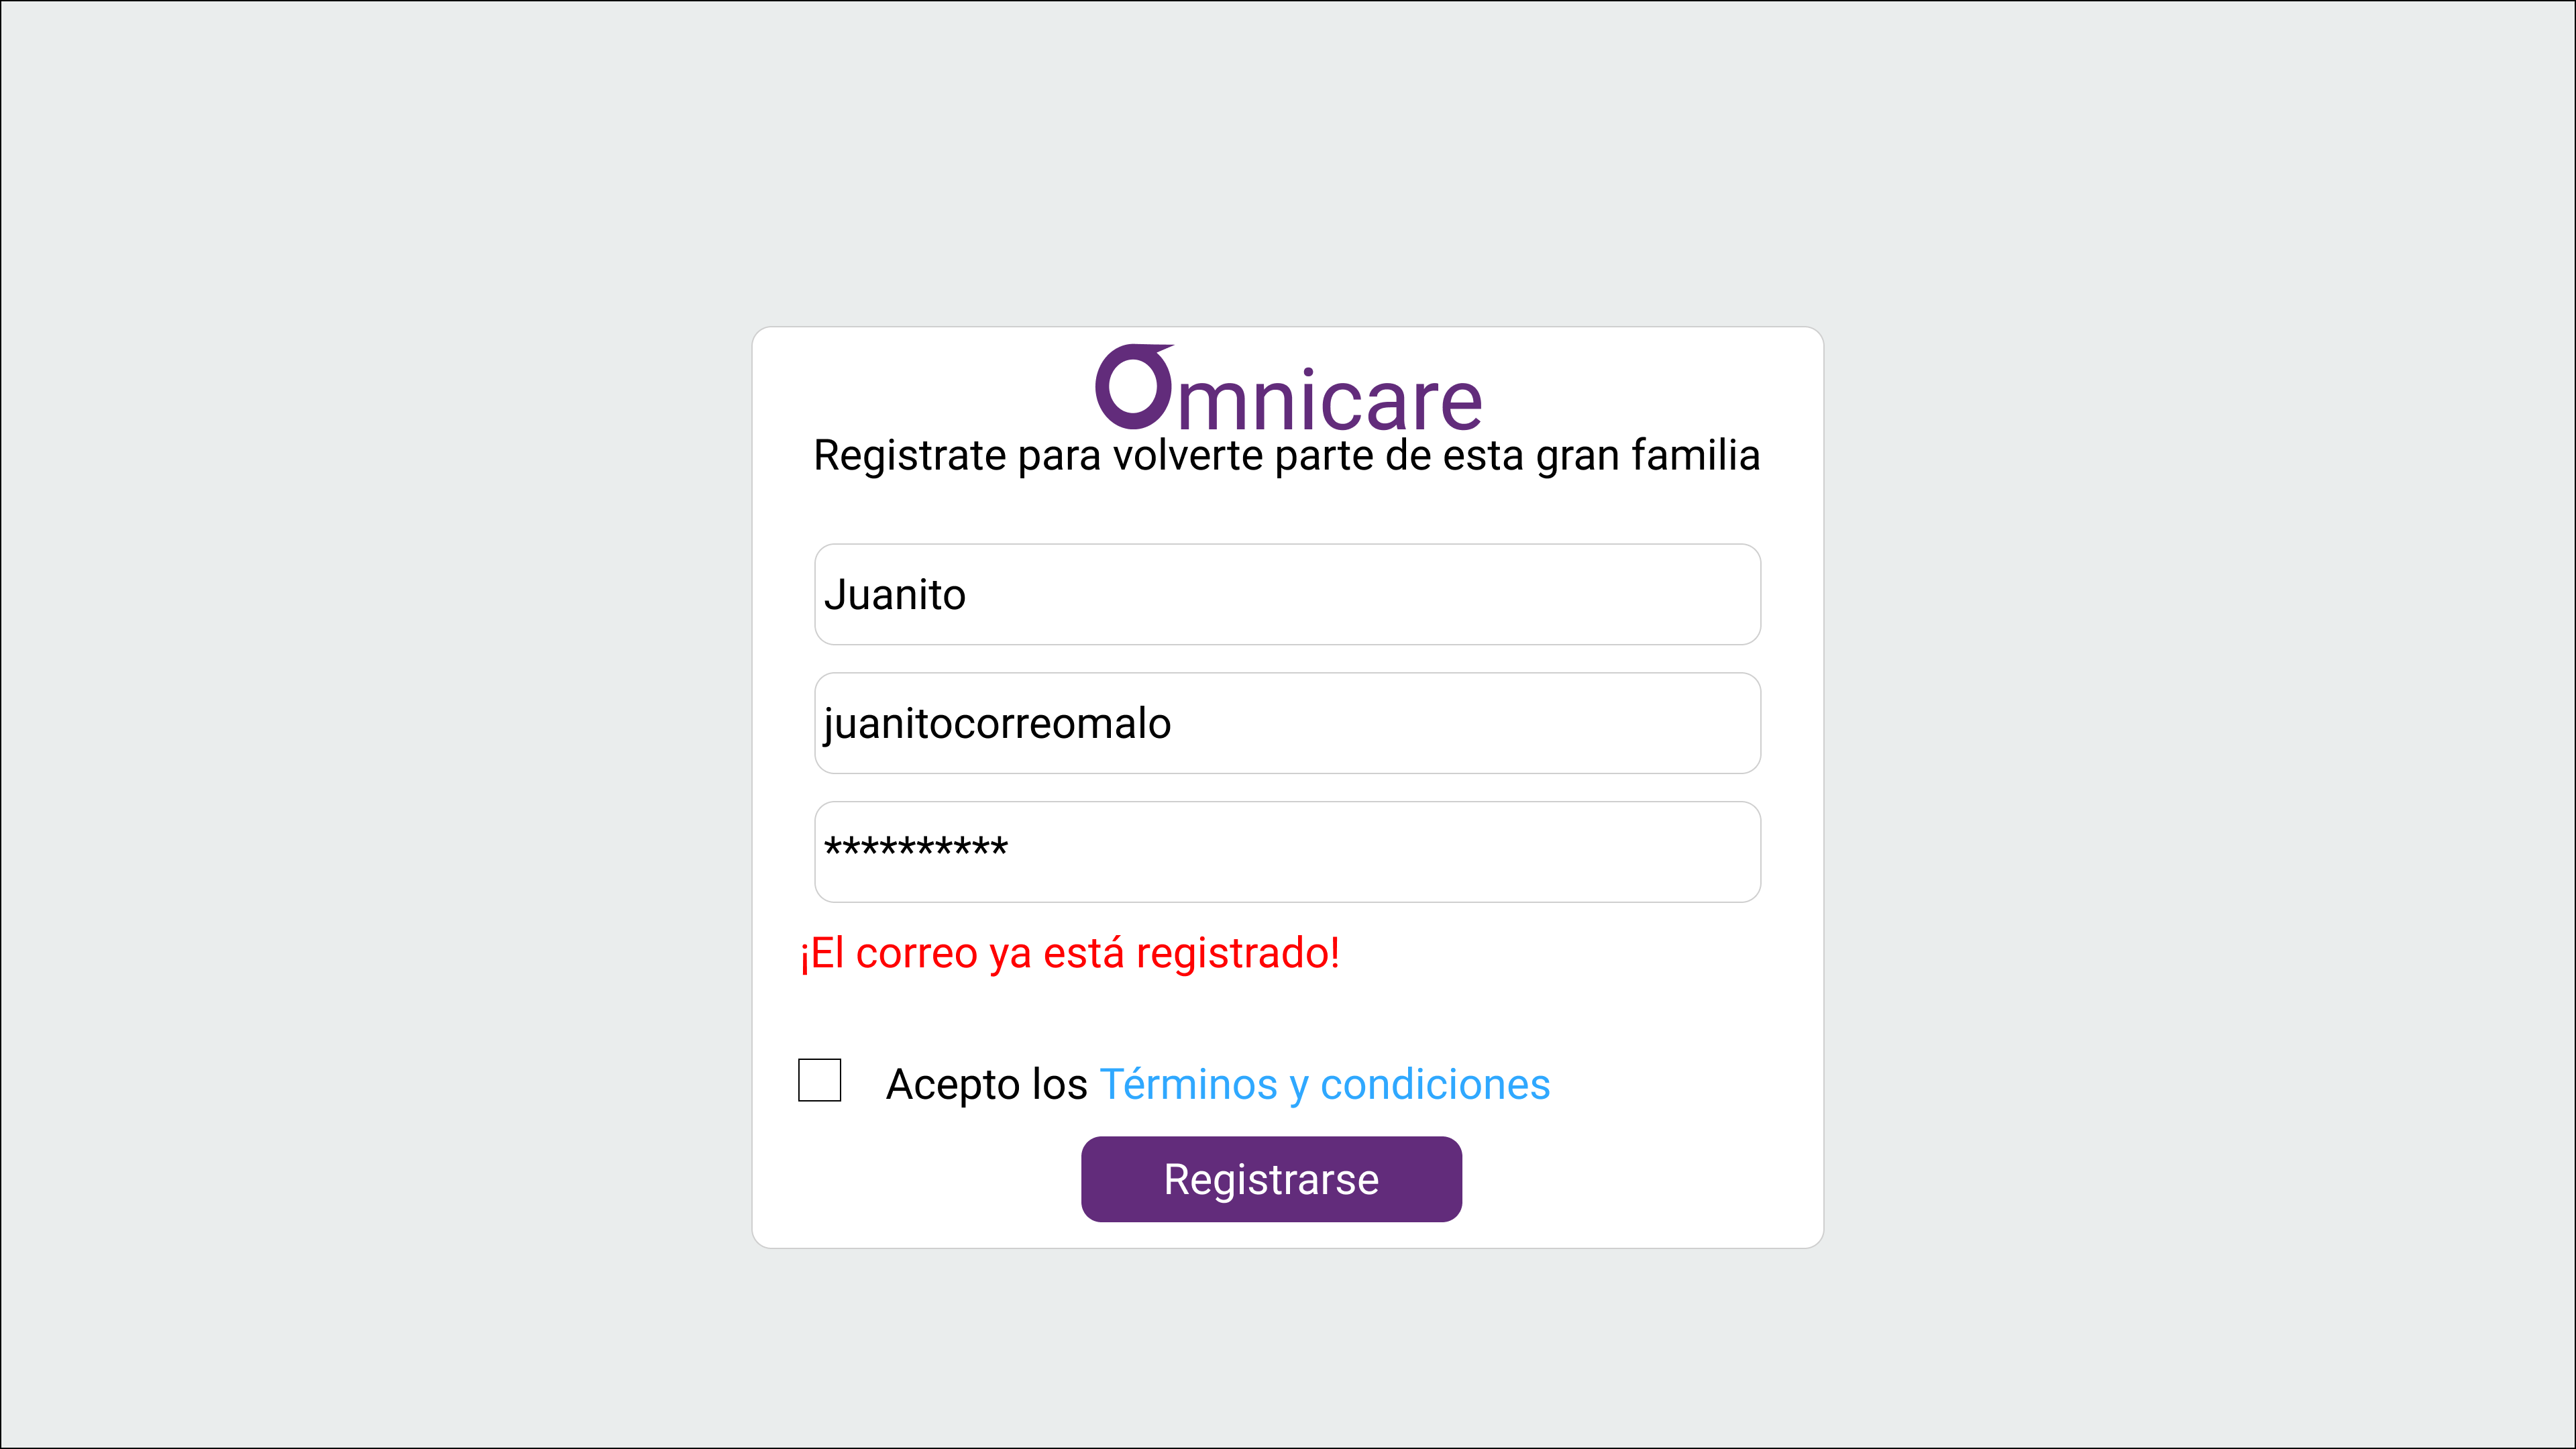 Omnicare
Registrate para volverte parte de esta gran familia
Juanito
juanitocorreomalo
**********
¡El correo ya está registrado!
Acepto los Términos y condiciones
Registrarse